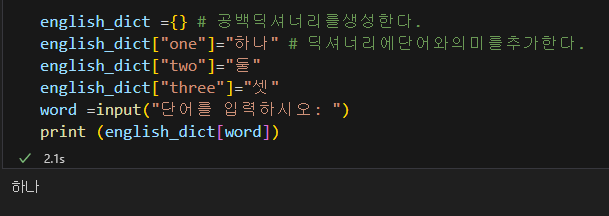 english_dict ={} # 공백딕셔너리를생성한다.
english_dict["one"]="하나" # 딕셔너리에단어와의미를추가한다.
english_dict["two"]="둘"
english_dict["three"]="셋"
word =input("단어를 입력하시오: ")
print (english_dict[word])
✓ 2.1s
하나